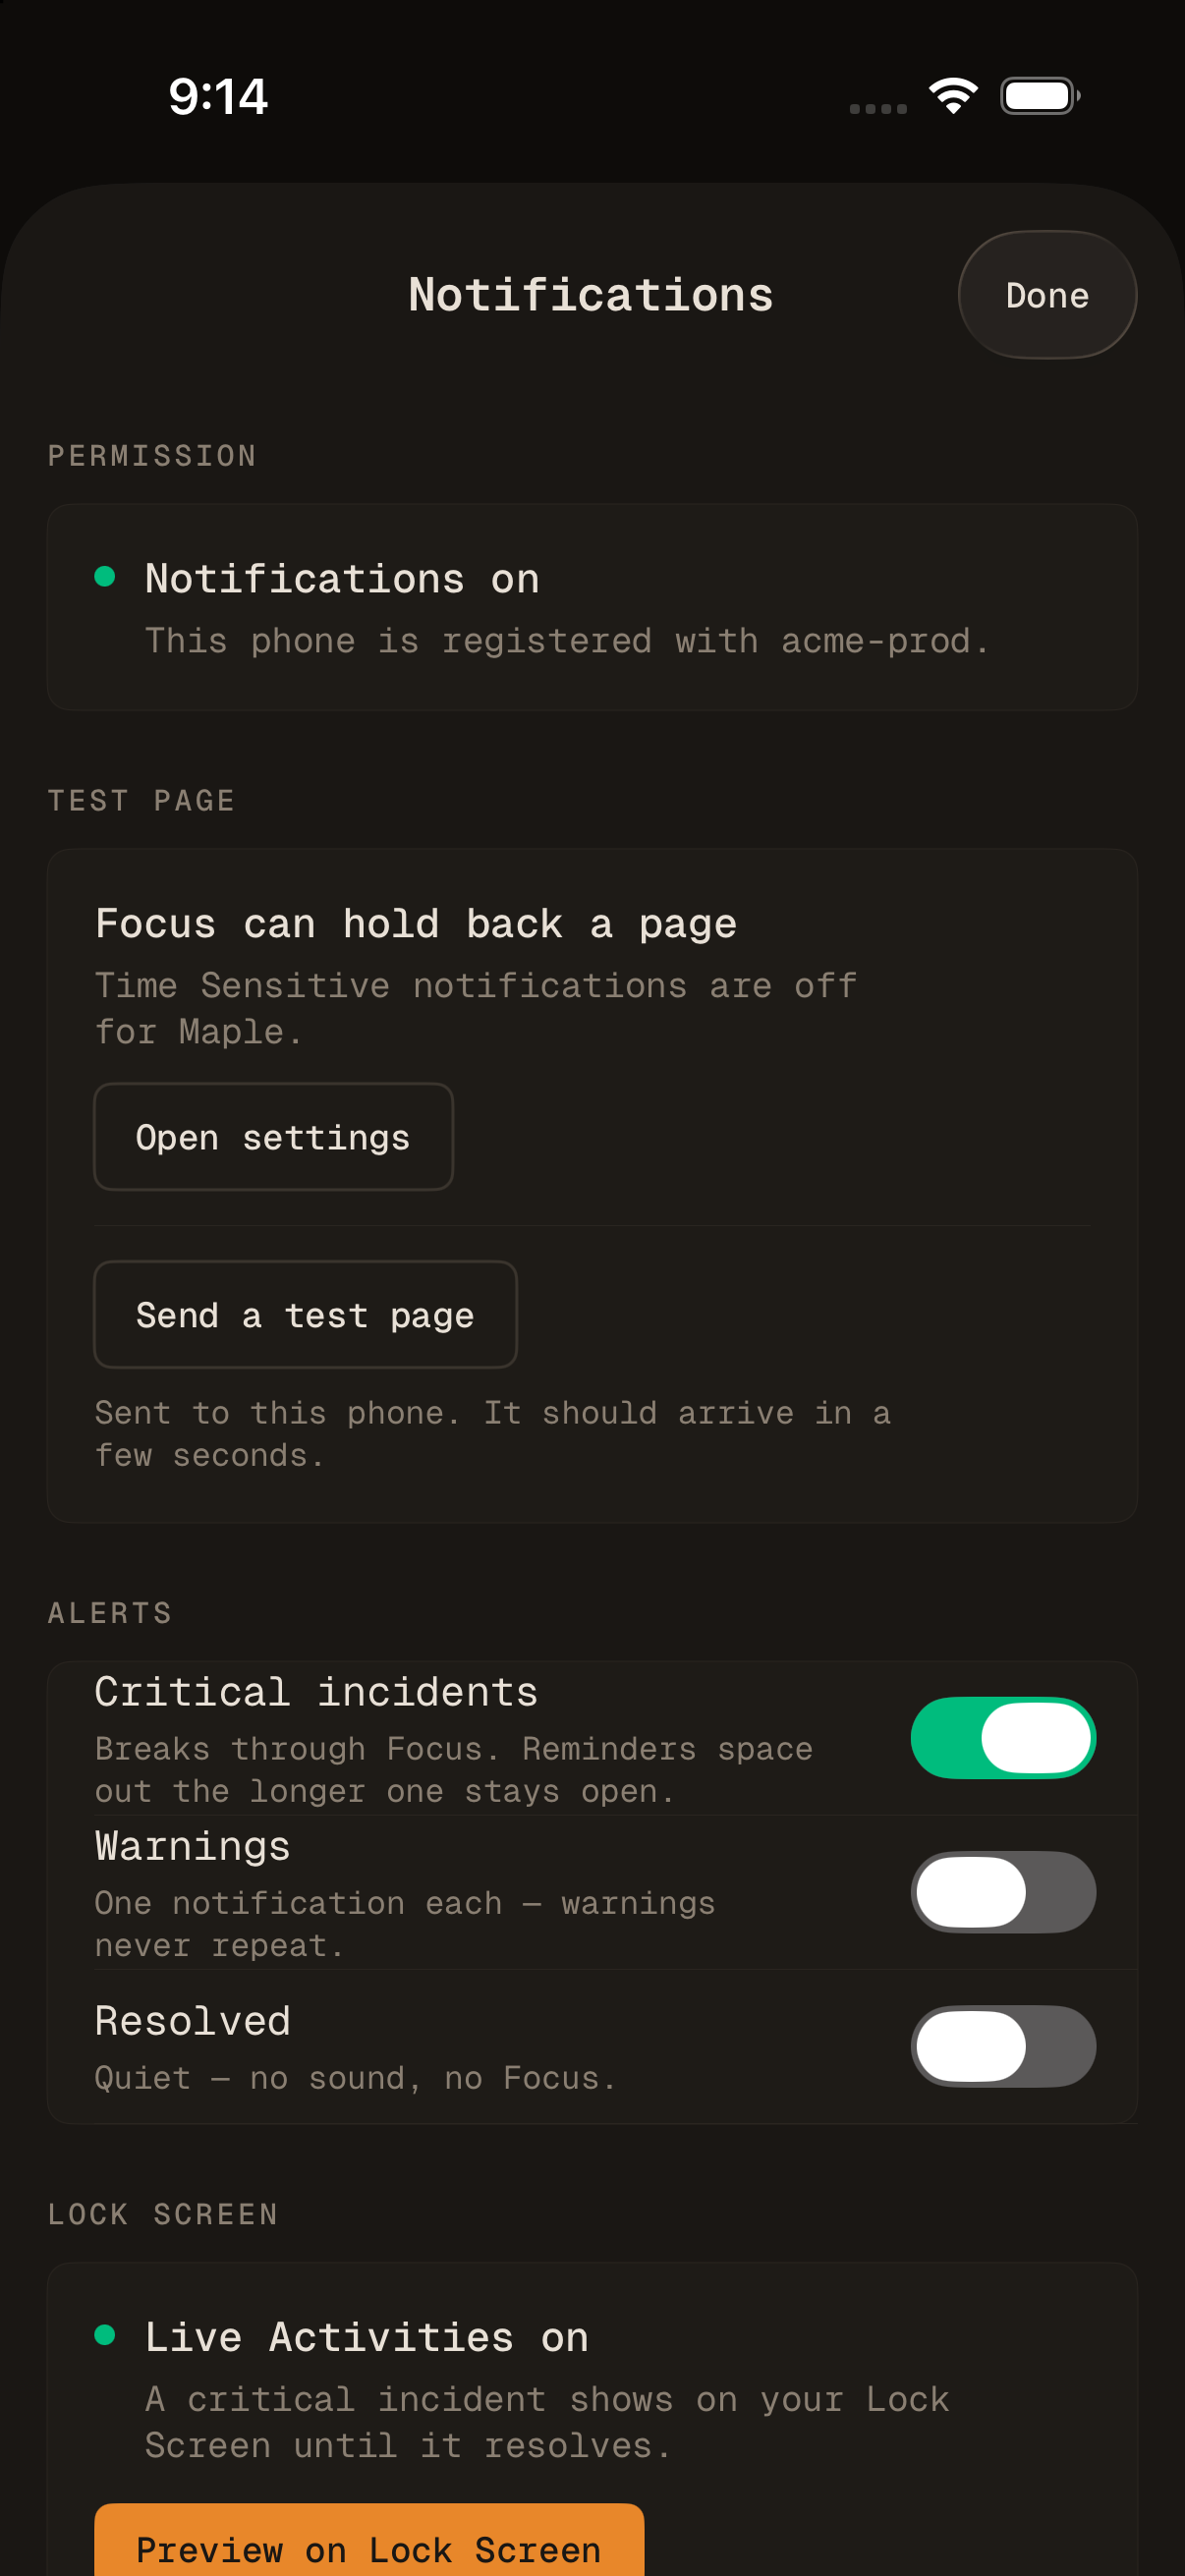 9:14
Notifications
Done
PERMISSION
Notifications on
This phone is registered with acme-prod.
TEST PAGE
Focus can hold back a page
Time Sensitive notifications are off
for Maple.
Open settings
Send a test page
Sent to this phone. It should arrive in a
few seconds.
ALERTS
Critical incidents
Breaks through Focus. Reminders space
out the longer one stays open.
Warnings
One notification each — warnings
never repeat.
Resolved
Quiet — no sound, no Focus.
LOCK SCREEN
Live Activities on
A critical incident shows on your Lock
Screen until it resolves.
Preview on Lock Screen